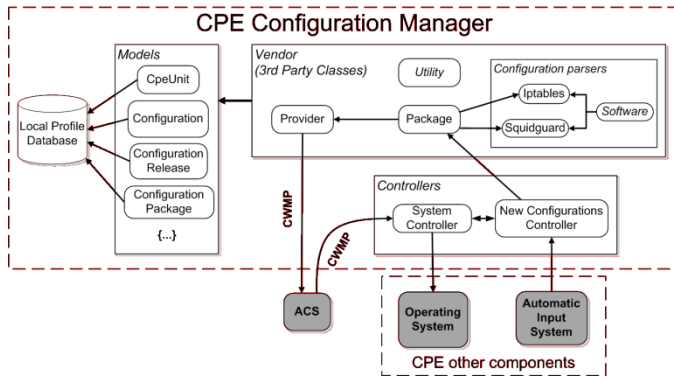 CPE Configuration Manager
Models
CpeUnit
Configuration
Configuration
Release
Configuration
Package
{...}
Local Profile
Database
Vendor
(3rd Party Classes)
Utility
Provider
Package
Configuration parsers
Iptables
Software
Squidguard
CWMP
CWMP
Controllers
System
Controller
New Configurations
Controller
ACS
Operating
System
Automatic
Input
System
CPE other components